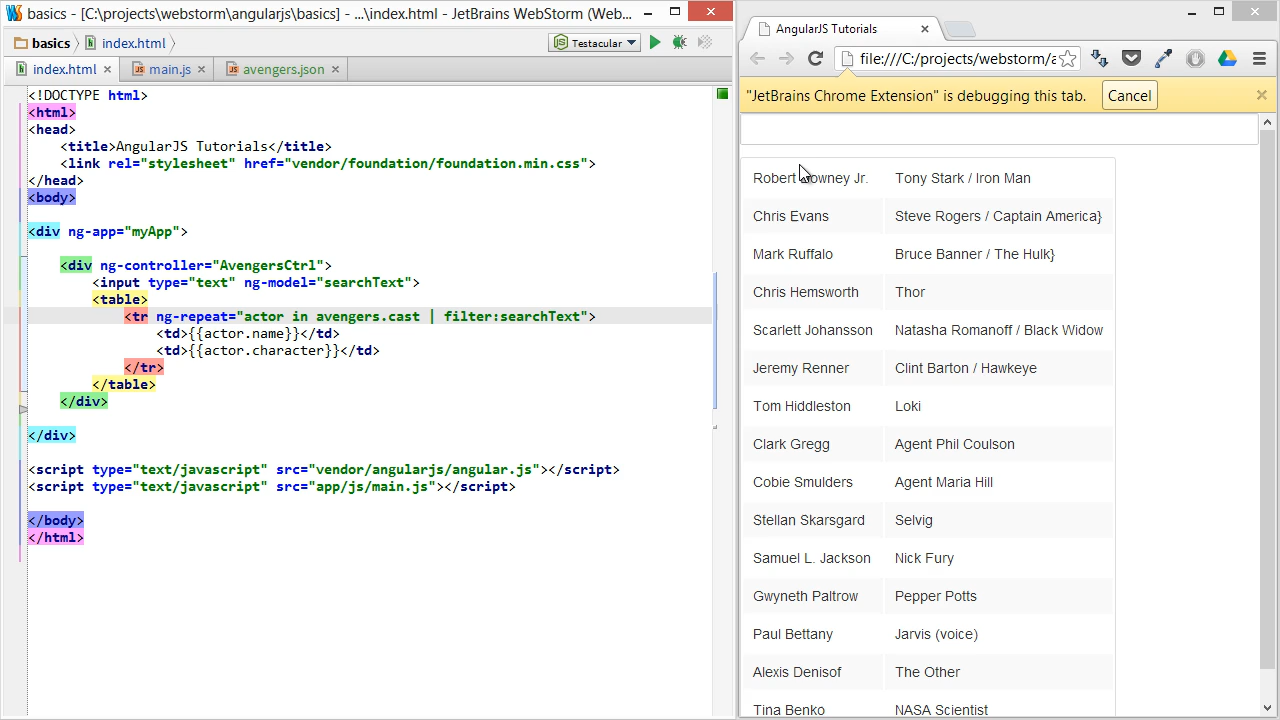 basics - [C:\projects\webstorm\angularjs\basics] - ...\index.html - JetBrains WebStorm (Web...
basics index.html
Testacular
index.html main.js avengers.json
<!DOCTYPE html>
<html>
<head>
<title>AngularJS Tutorials</title>
<link rel="stylesheet" href="vendor/foundation/foundation.min.css">
</head>
<body>
<div ng-app="myApp">
<div ng-controller="AvengersCtrl">
<input type="text" ng-model="searchText">
<table>
<tr ng-repeat="actor in avengers.cast | filter:searchText">
<td>{{actor.name}}</td>
<td>{{actor.character}}</td>
</tr>
</table>
</div>
</div>
<script type="text/javascript" src="vendor/angularjs/angular.js"></script>
<script type="text/javascript" src="app/js/main.js"></script>
</body>
</html>
AngularJS Tutorials
file:///C:/projects/webstorm/a
"JetBrains Chrome Extension" is debugging this tab. Cancel
Robert Downey Jr. Tony Stark / Iron Man
Chris Evans Steve Rogers / Captain America}
Mark Ruffalo Bruce Banner / The Hulk}
Chris Hemsworth Thor
Scarlett Johansson Natasha Romanoff / Black Widow
Jeremy Renner Clint Barton / Hawkeye
Tom Hiddleston Loki
Clark Gregg Agent Phil Coulson
Cobie Smulders Agent Maria Hill
Stellan Skarsgard Selvig
Samuel L. Jackson Nick Fury
Gwyneth Paltrow Pepper Potts
Paul Bettany Jarvis (voice)
Alexis Denisof The Other
Tina Benko NASA Scientist